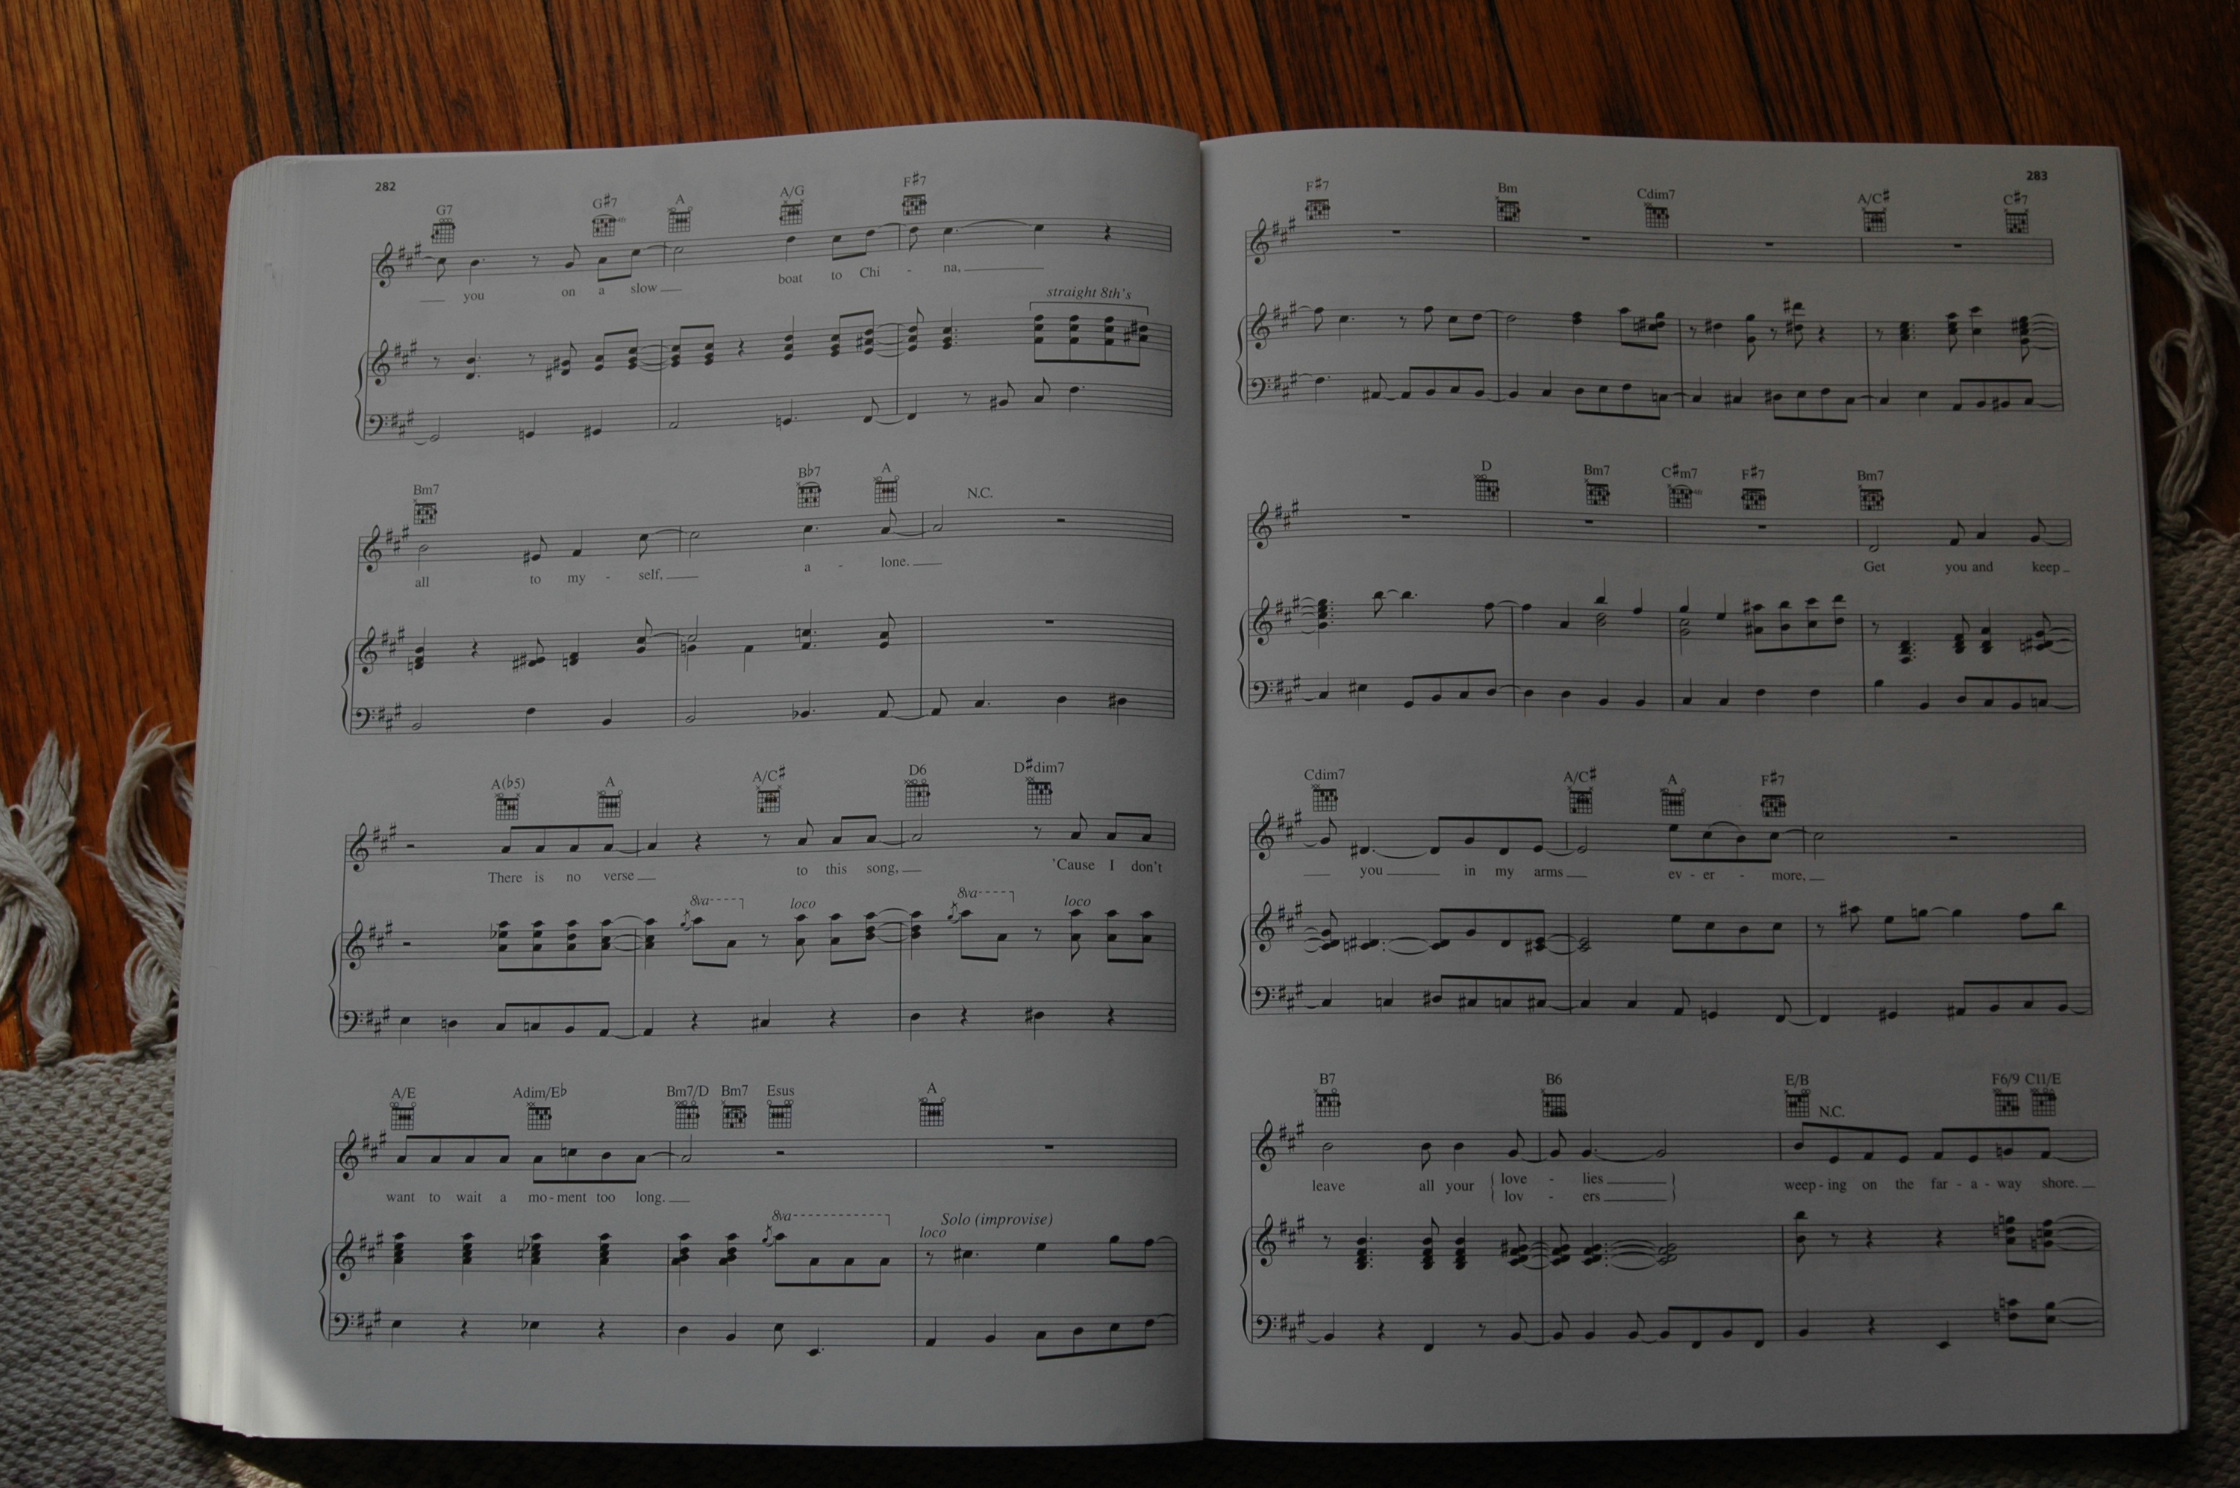 282
G7 G♯7 A A/G F♯7
you on a slow boat to Chi - na,
straight 8th's
Bm7 B♭7 A N.C.
all to my - self, a - lone.
A(♭5) A A/C♯ D6 D♯dim7
There is no verse to this song, 'Cause I don't
8va loco 8va loco
A/E Adim/E♭ Bm7/D Bm7 Esus A
want to wait a mo - ment too long.
8va loco Solo (improvise)
283
F♯7 Bm Cdim7 A/C♯ C♯7
D Bm7 C♯m7 F♯7 Bm7
Get you and keep
Cdim7 A/C♯ A F♯7
you in my arms ev - er - more,
B7 B6 E/B N.C. F6/9 C11/E
leave all your { love - lies } weep - ing on the far - a - way shore.
{ lov - ers }